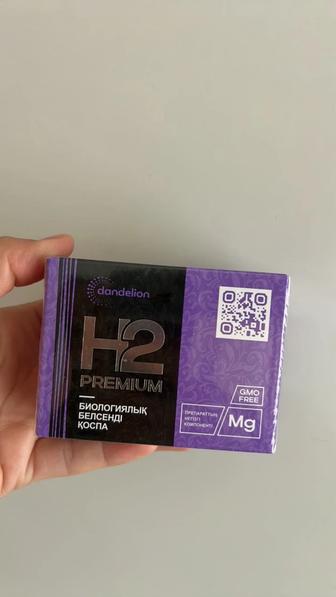 dandelion
H2
PREMIUM
БИОЛОГИЯЛЫҚ
БЕЛСЕНДІ
ҚОСПА
GMO
FREE
ПРЕПАРАТТЫҢ
НЕГІЗГІ
КОМПОНЕНТІ
Mg